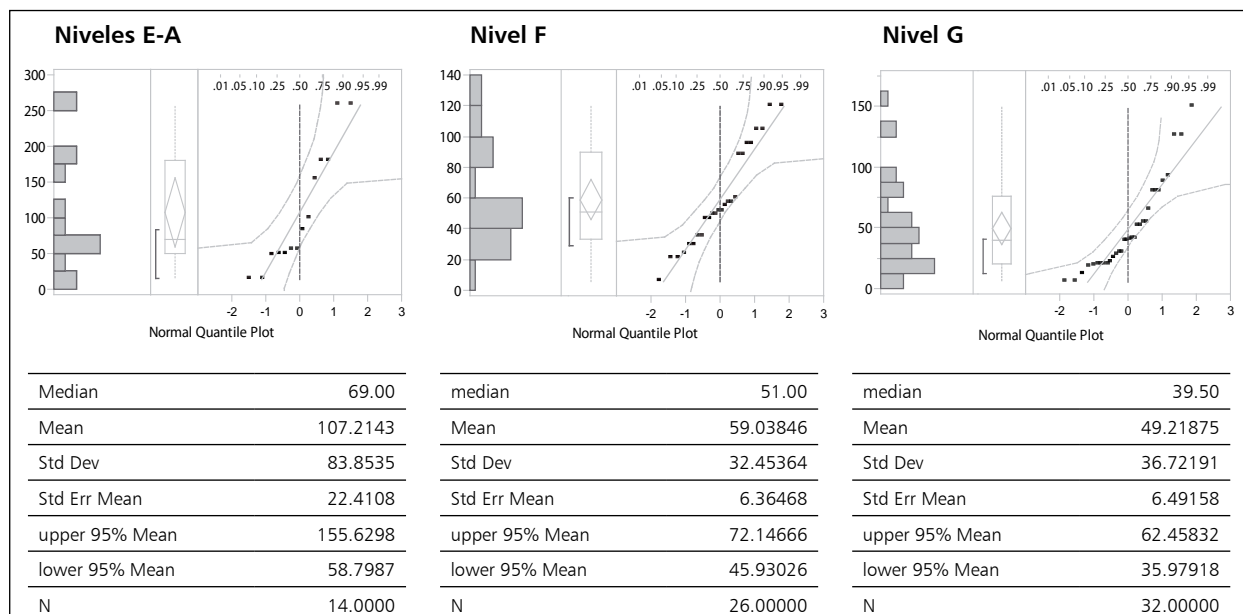 Niveles E-A
300
250
200
150
100
50
0
.01 .05 .10 .25 .50 .75 .90 .95 .99
-2 -1 0 1 2 3
Normal Quantile Plot
Median 69.00
Mean 107.2143
Std Dev 83.8535
Std Err Mean 22.4108
upper 95% Mean 155.6298
lower 95% Mean 58.7987
N 14.0000
Nivel F
140
120
100
80
60
40
20
0
.01 .05 .10 .25 .50 .75 .90 .95 .99
-2 -1 0 1 2 3
Normal Quantile Plot
median 51.00
Mean 59.03846
Std Dev 32.45364
Std Err Mean 6.36468
upper 95% Mean 72.14666
lower 95% Mean 45.93026
N 26.00000
Nivel G
150
100
50
0
.01 .05 .10 .25 .50 .75 .90 .95 .99
-2 -1 0 1 2 3
Normal Quantile Plot
median 39.50
Mean 49.21875
Std Dev 36.72191
Std Err Mean 6.49158
upper 95% Mean 62.45832
lower 95% Mean 35.97918
N 32.00000